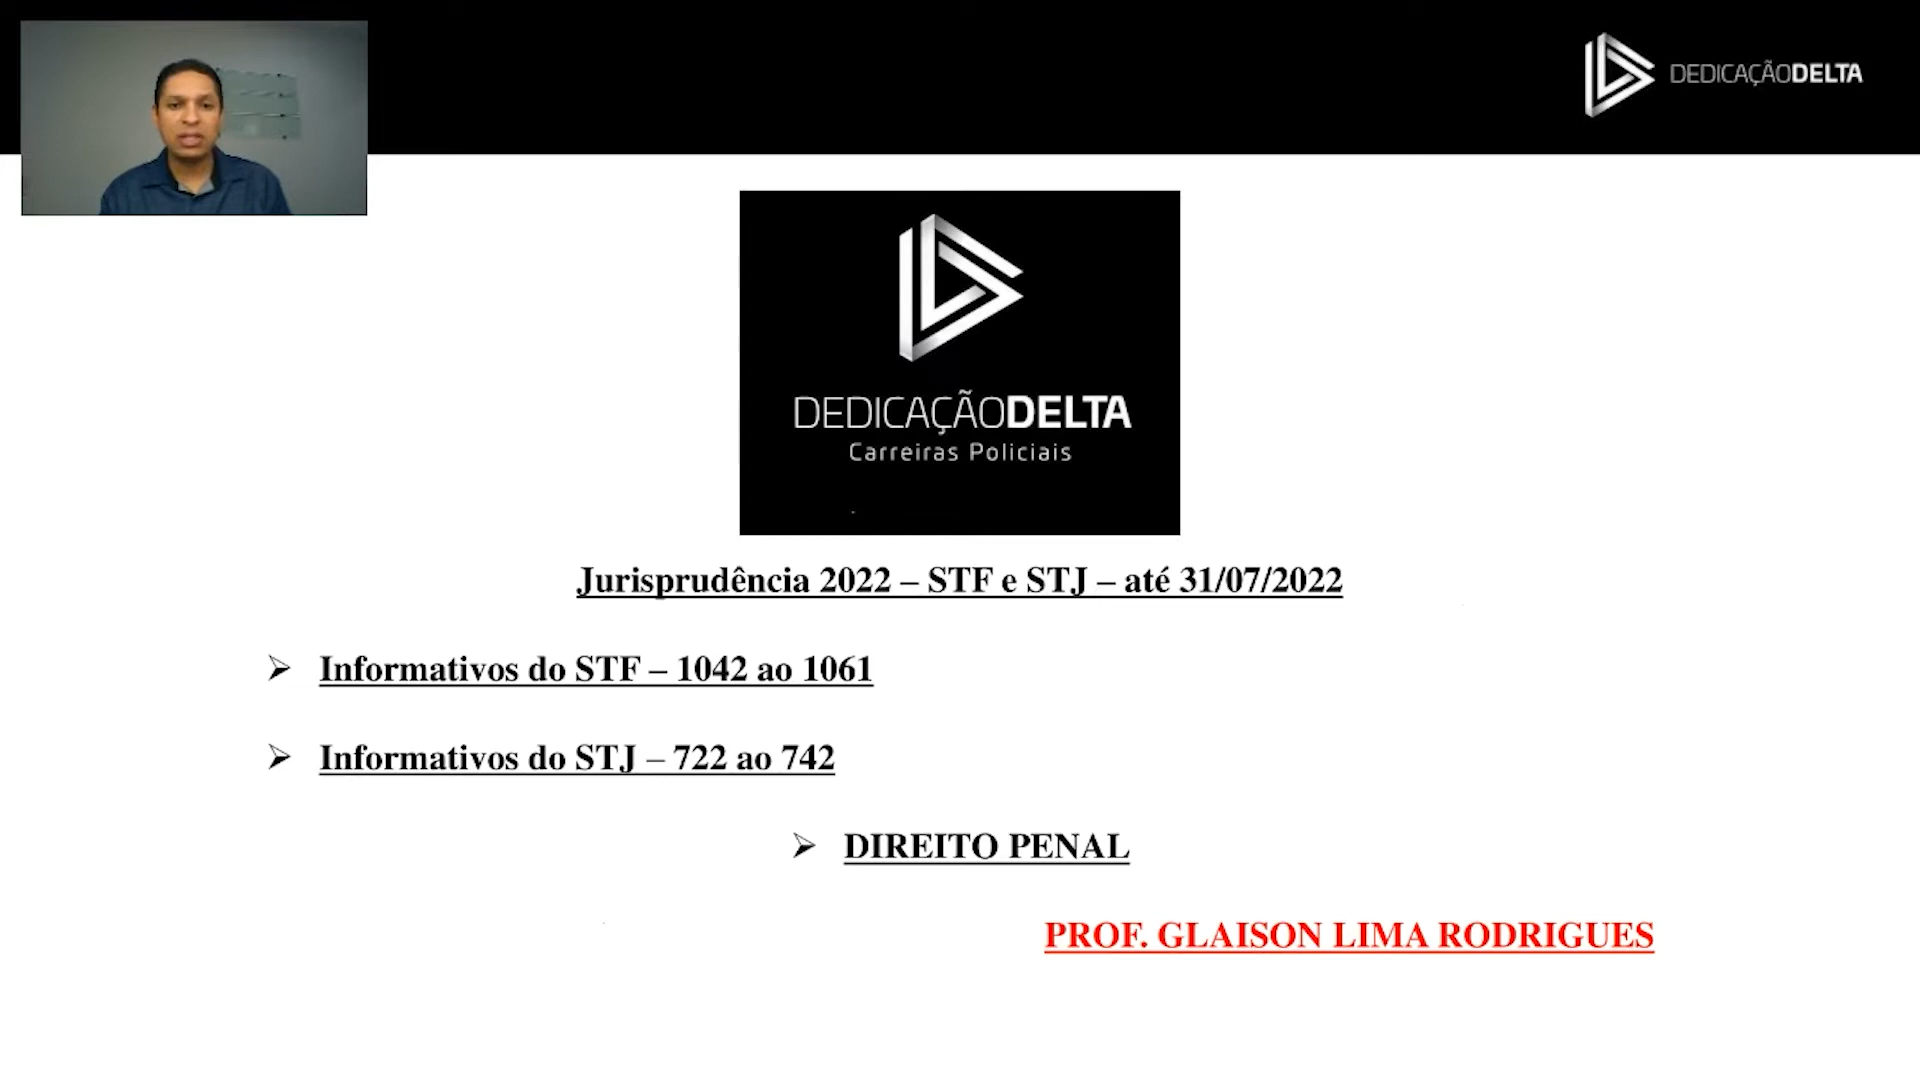 DEDICAÇÃODELTA
DEDICAÇÃODELTA
Carreiras Policiais
Jurisprudência 2022 – STF e STJ – até 31/07/2022
➢ Informativos do STF – 1042 ao 1061
➢ Informativos do STJ – 722 ao 742
➢ DIREITO PENAL
PROF. GLAISON LIMA RODRIGUES